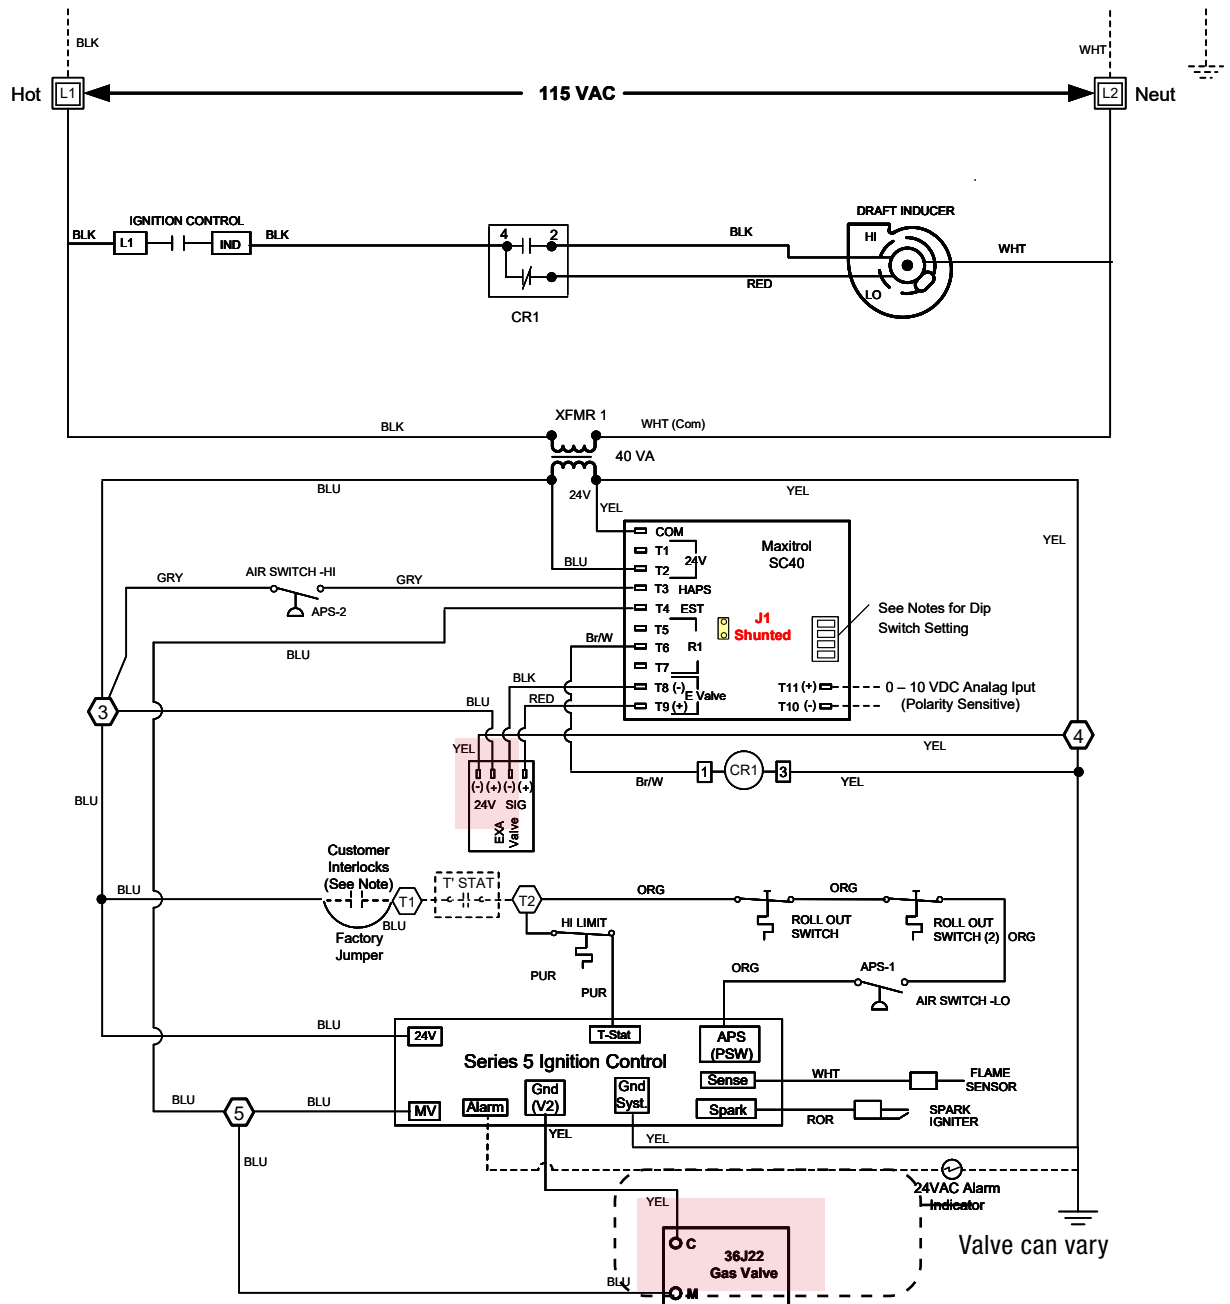 BLK
WHT
Hot
L1
115 VAC
L2
Neut
IGNITION CONTROL
BLK
L1
IND
BLK
4
2
BLK
DRAFT INDUCER
HI
LO
WHT
RED
CR1
XFMR 1
BLK
WHT (Com)
40 VA
BLU
24V
YEL
YEL
YEL
BLU
COM
T1
24V
T2
T3
HAPS
T4
EST
T5
T6
R1
T7
T8 (-)
E Valve
T9 (+)
Maxitrol
SC40
J1
Shunted
See Notes for Dip
Switch Setting
T11 (+)
0 – 10 VDC Analag Iput
T10 (-)
(Polarity Sensitive)
GRY
AIR SWITCH -HI
GRY
APS-2
BLU
Br/W
BLK
RED
BLU
3
YEL
YEL
4
(-)
(+)
(-)
(+)
24V
SIG
EXA
Valve
Br/W
1
CR1
3
YEL
BLU
Customer
Interlocks
(See Note)
BLU
T1
T' STAT
T2
BLU
Factory
Jumper
ORG
ORG
ROLL OUT
SWITCH
ROLL OUT
SWITCH (2)
ORG
HI LIMIT
PUR
PUR
ORG
APS-1
AIR SWITCH -LO
BLU
24V
T-Stat
APS
(PSW)
Series 5 Ignition Control
Sense
WHT
FLAME
SENSOR
Gnd
(V2)
Gnd
Syst.
Spark
ROR
SPARK
IGNITER
BLU
5
BLU
MV
Alarm
YEL
YEL
BLU
24VAC Alarm
Indicator
YEL
C
36J22
Gas Valve
Valve can vary
BLU
M